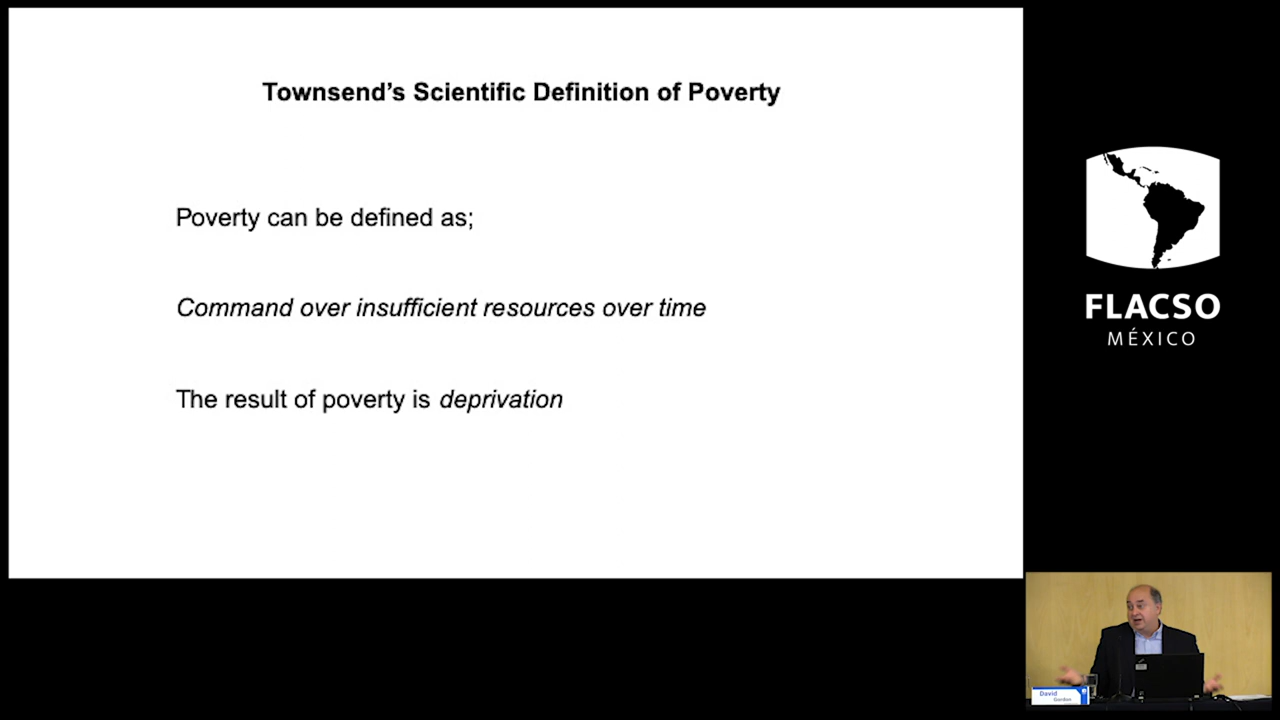 Townsend's Scientific Definition of Poverty
Poverty can be defined as;
Command over insufficient resources over time
The result of poverty is deprivation
FLACSO
MÉXICO
David
Gordon